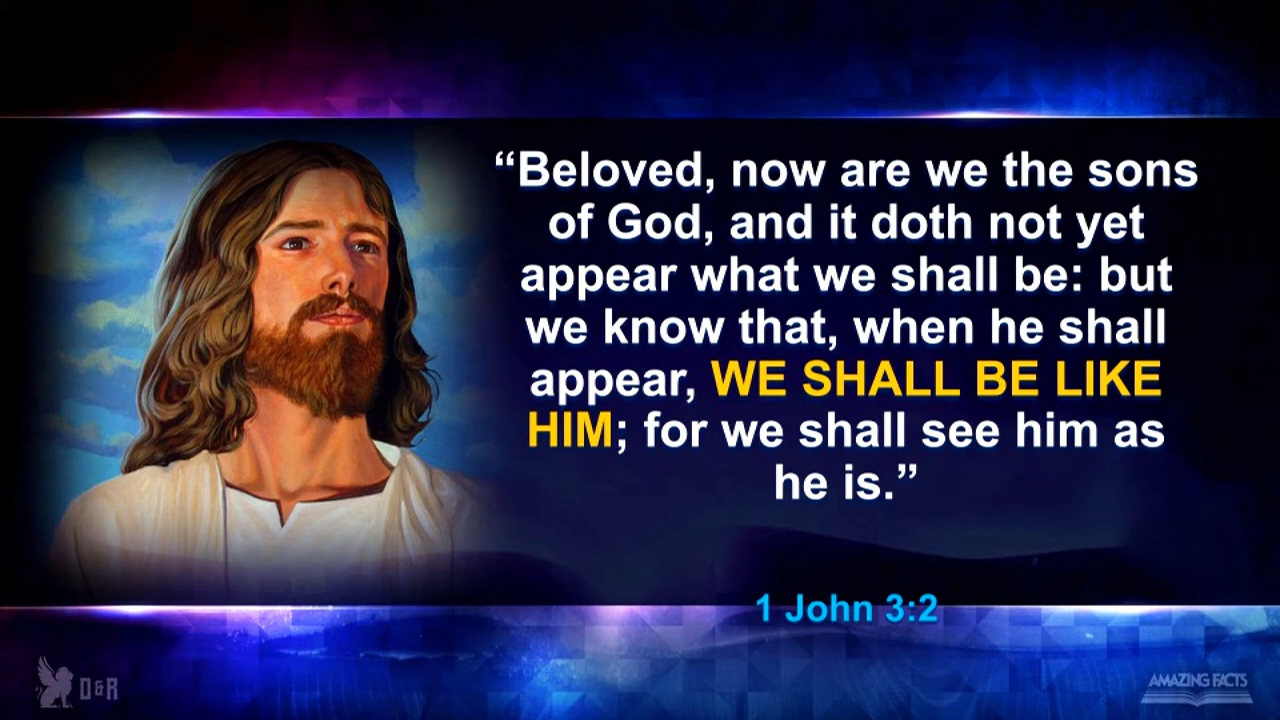 “Beloved, now are we the sons
of God, and it doth not yet
appear what we shall be: but
we know that, when he shall
appear, WE SHALL BE LIKE
HIM; for we shall see him as
he is.”
1 John 3:2
D&R
AMAZING FACTS